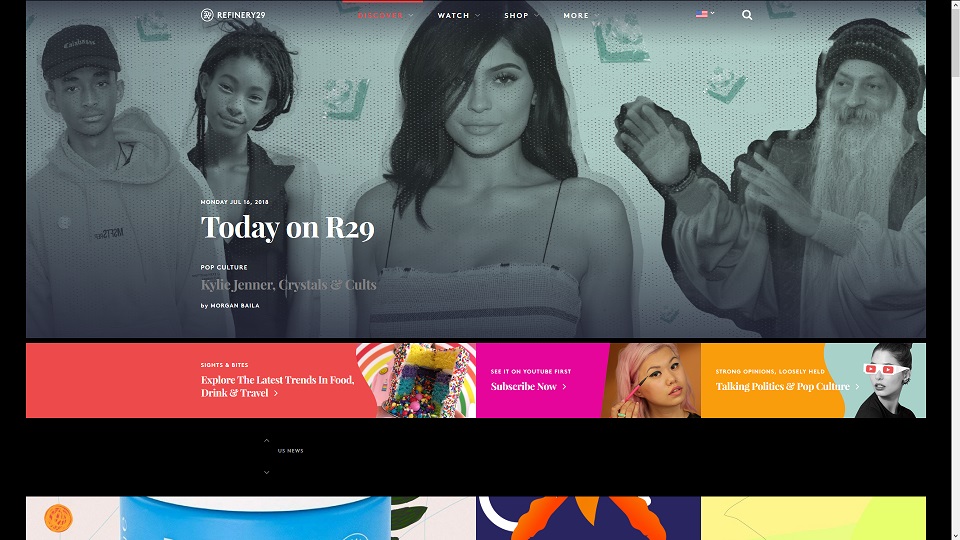 REFINERY29
DISCOVER
WATCH
SHOP
MORE
MONDAY JUL 16, 2018
Today on R29
POP CULTURE
Kylie Jenner, Crystals & Cults
by MORGAN BAILA
SIGHTS & BITES
Explore The Latest Trends In Food,
Drink & Travel
SEE IT ON YOUTUBE FIRST
Subscribe Now
STRONG OPINIONS, LOOSELY HELD
Talking Politics & Pop Culture
US NEWS